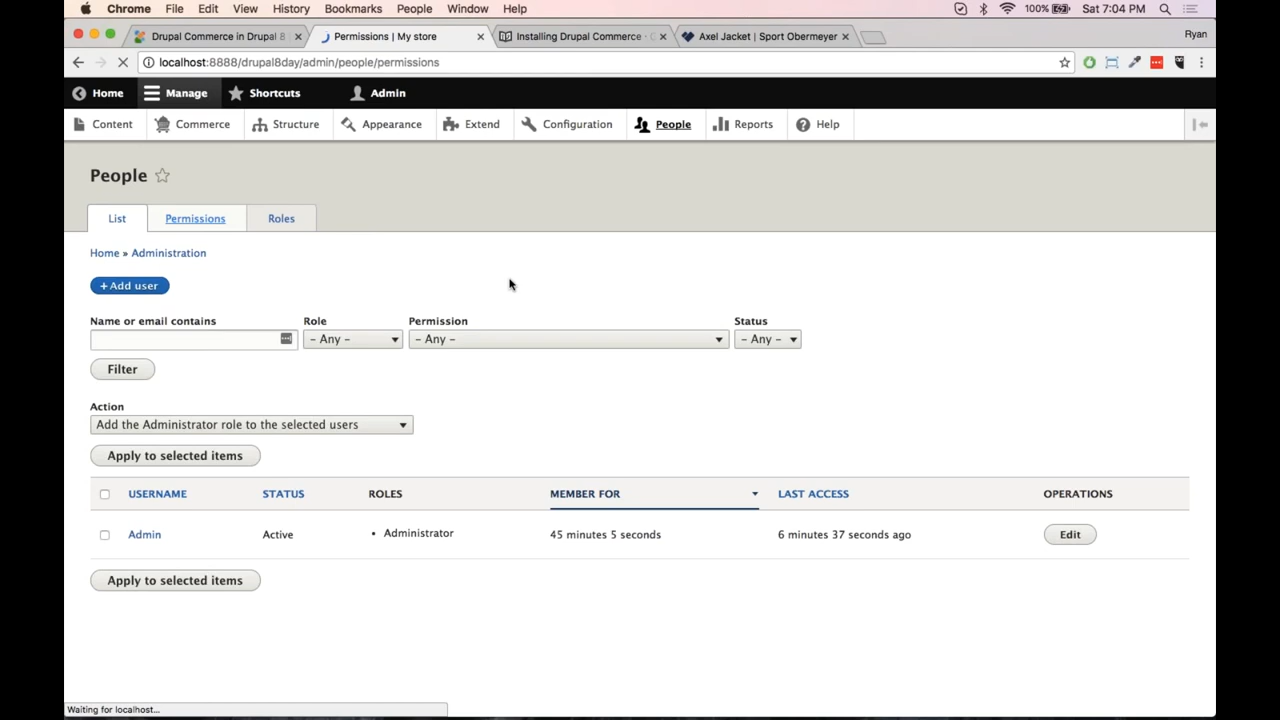 Chrome File Edit View History Bookmarks People Window Help 100% Sat 7:04 PM
Drupal Commerce in Drupal 8 Permissions | My store Installing Drupal Commerce · Axel Jacket | Sport Obermeyer Ryan
localhost:8888/drupal8day/admin/people/permissions
Home Manage Shortcuts Admin
Content Commerce Structure Appearance Extend Configuration People Reports Help
People
List Permissions Roles
Home » Administration
+ Add user
Name or email contains Role Permission Status
- Any - - Any - - Any -
Filter
Action
Add the Administrator role to the selected users
Apply to selected items
USERNAME STATUS ROLES MEMBER FOR LAST ACCESS OPERATIONS
Admin Active • Administrator 45 minutes 5 seconds 6 minutes 37 seconds ago Edit
Apply to selected items
Waiting for localhost...